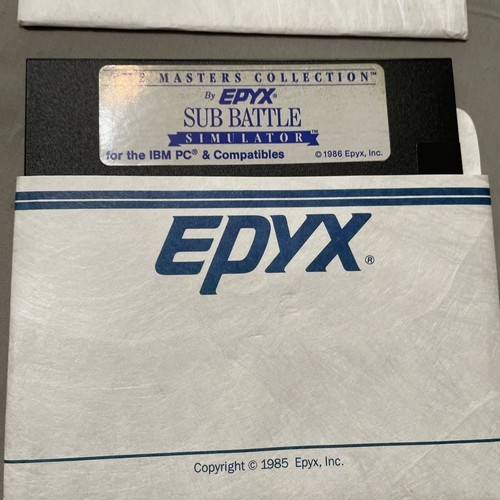 MASTERS COLLECTION™
By EPYX®
SUB BATTLE
SIMULATOR™
for the IBM PC® & Compatibles
©1986 Epyx, Inc.
EPYX®
Copyright © 1985 Epyx, Inc.